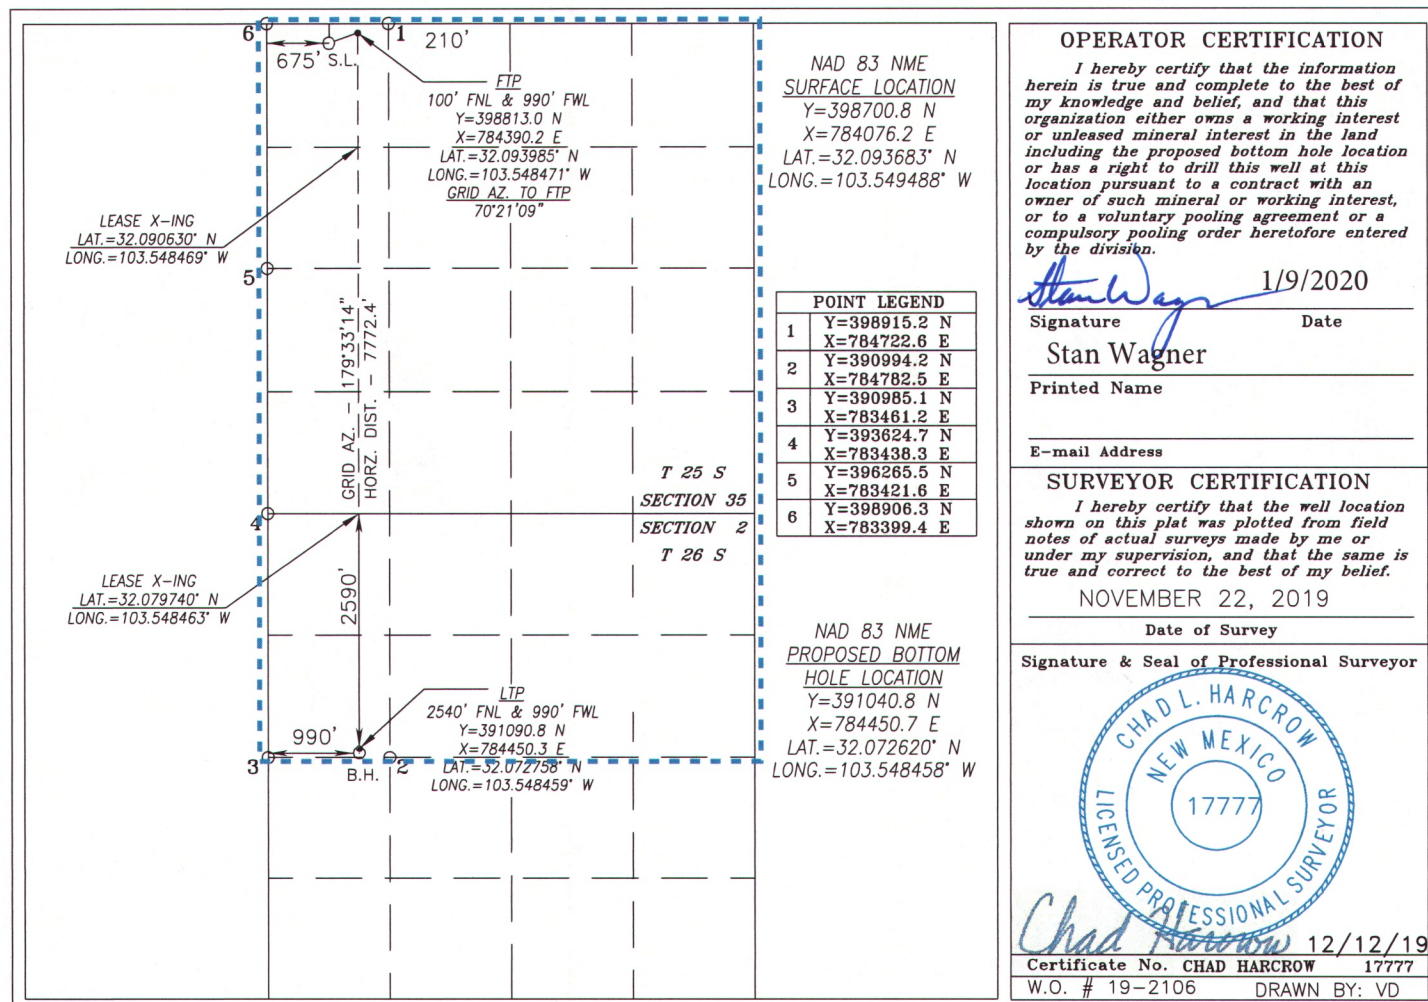 6
1
210'
675' S.L.
FTP
100' FNL & 990' FWL
Y=398813.0 N
X=784390.2 E
LAT.=32.093985° N
LONG.=103.548471° W
GRID AZ. TO FTP
70°21'09"
LEASE X-ING
LAT.=32.090630° N
LONG.=103.548469° W
5
GRID AZ. - 179°33'14"
HORZ. DIST. - 7772.4'
T 25 S
SECTION 35
SECTION 2
T 26 S
4
LEASE X-ING
LAT.=32.079740° N
LONG.=103.548463° W
2590'
LTP
2540' FNL & 990' FWL
Y=391090.8 N
X=784450.3 E
LAT.=32.072758° N
LONG.=103.548459° W
990'
3
B.H.
2
NAD 83 NME
SURFACE LOCATION
Y=398700.8 N
X=784076.2 E
LAT.=32.093683° N
LONG.=103.549488° W
POINT LEGEND
1 Y=398915.2 N
X=784722.6 E
2 Y=390994.2 N
X=784782.5 E
3 Y=390985.1 N
X=783461.2 E
4 Y=393624.7 N
X=783438.3 E
5 Y=396265.5 N
X=783421.6 E
6 Y=398906.3 N
X=783399.4 E
NAD 83 NME
PROPOSED BOTTOM
HOLE LOCATION
Y=391040.8 N
X=784450.7 E
LAT.=32.072620° N
LONG.=103.548458° W
OPERATOR CERTIFICATION
I hereby certify that the information
herein is true and complete to the best of
my knowledge and belief, and that this
organization either owns a working interest
or unleased mineral interest in the land
including the proposed bottom hole location
or has a right to drill this well at this
location pursuant to a contract with an
owner of such mineral or working interest,
or to a voluntary pooling agreement or a
compulsory pooling order heretofore entered
by the division.
Stan Wagner 1/9/2020
Signature Date
Stan Wagner
Printed Name
E-mail Address
SURVEYOR CERTIFICATION
I hereby certify that the well location
shown on this plat was plotted from field
notes of actual surveys made by me or
under my supervision, and that the same is
true and correct to the best of my belief.
NOVEMBER 22, 2019
Date of Survey
Signature & Seal of Professional Surveyor
CHAD L. HARCROW
NEW MEXICO
17777
LICENSED PROFESSIONAL SURVEYOR
Chad Harcrow 12/12/19
Certificate No. CHAD HARCROW 17777
W.O. # 19-2106 DRAWN BY: VD